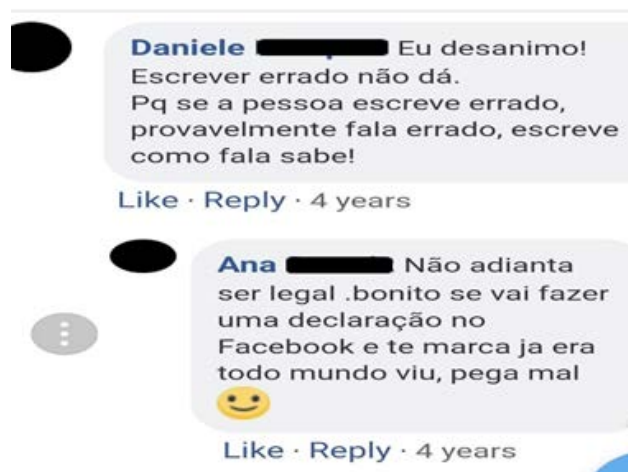 Daniele Eu desanimo!
Escrever errado não dá.
Pq se a pessoa escreve errado,
provavelmente fala errado, escreve
como fala sabe!
Like · Reply · 4 years
Ana Não adianta
ser legal .bonito se vai fazer
uma declaração no
Facebook e te marca ja era
todo mundo viu, pega mal
Like · Reply · 4 years